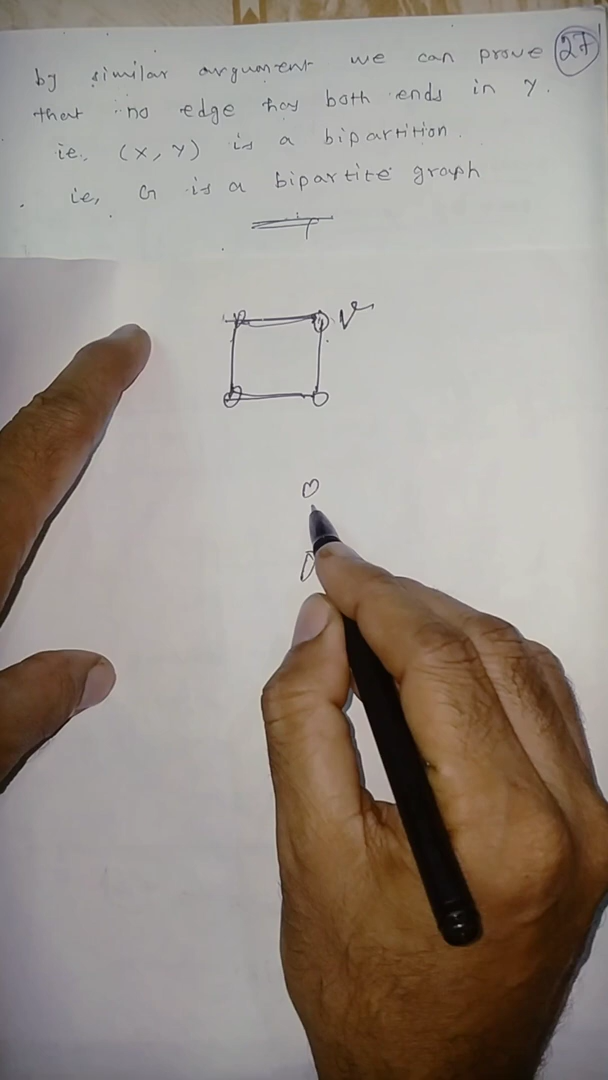 by similar argument we can prove 27
that no edge has both ends in Y.
ie., (X, Y) is a bipartition.
ie, G is a bipartite graph
V